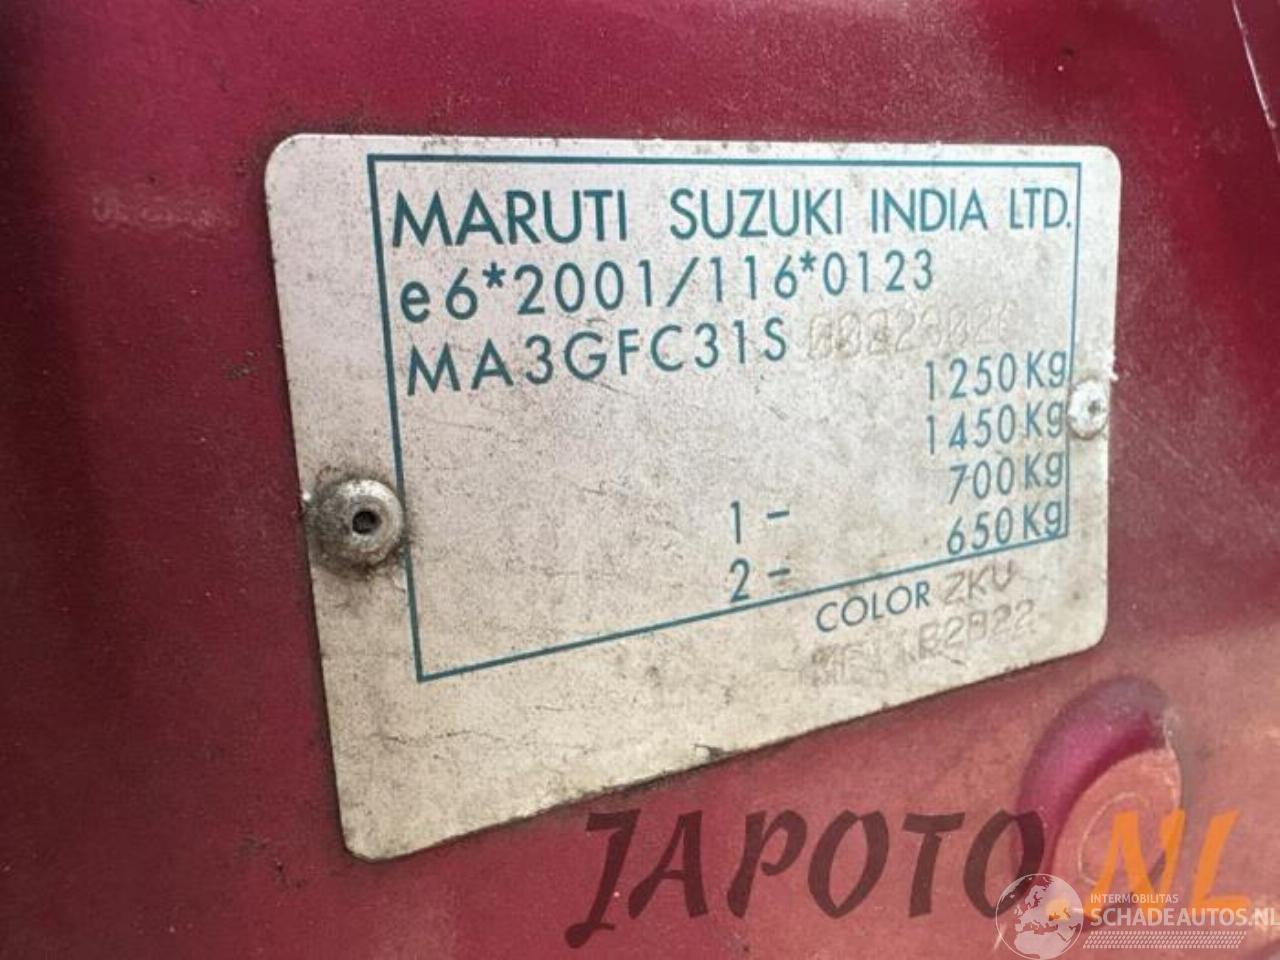 MARUTI SUZUKI INDIA LTD.
e6*2001/116*0123
MA3GFC31S
1250Kg
1450Kg
1 - 700Kg
2 - 650Kg
COLOR ZKU
JAPOTO.NL
INTERMOBILITAS
SCHADEAUTOS.NL